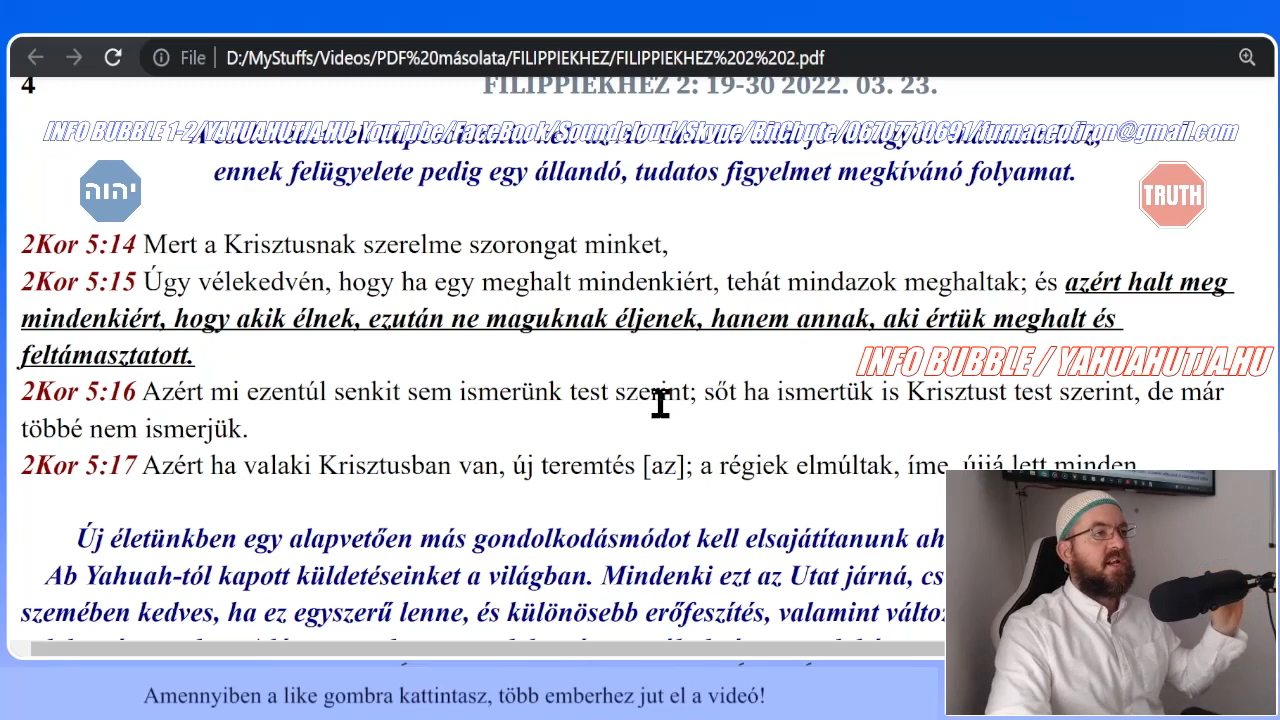 File D:/MyStuffs/Videos/PDF%20másolata/FILIPPIEKHEZ/FILIPPIEKHEZ%202%202.pdf
4 FILIPPIEKHEZ 2: 19-30 2022. 03. 23.
INFO BUBBLE 1-2/YAHUAHUTJA.HU YouTube/FaceBook/Soundcloud/Skype/BitChute/06707710691/furnaceofizon@gmail.com
ennek felügyelete pedig egy állandó, tudatos figyelmet megkívánó folyamat.
יהוה
TRUTH
2Kor 5:14 Mert a Krisztusnak szerelme szorongat minket,
2Kor 5:15 Úgy vélekedvén, hogy ha egy meghalt mindenkiért, tehát mindazok meghaltak; és azért halt meg
mindenkiért, hogy akik élnek, ezután ne maguknak éljenek, hanem annak, aki értük meghalt és
feltámasztatott.
INFO BUBBLE / YAHUAHUTJA.HU
2Kor 5:16 Azért mi ezentúl senkit sem ismerünk test szerint; sőt ha ismertük is Krisztust test szerint, de már
többé nem ismerjük.
2Kor 5:17 Azért ha valaki Krisztusban van, új teremtés [az]; a régiek elmúltak, íme, újjá lett minden
Új életünkben egy alapvetően más gondolkodásmódot kell elsajátítanunk ah
Ab Yahuah-tól kapott küldetéseinket a világban. Mindenki ezt az Utat járná, cs
szemében kedves, ha ez egyszerű lenne, és különösebb erőfeszítés, valamint változ
Amennyiben a like gombra kattintasz, több emberhez jut el a videó!